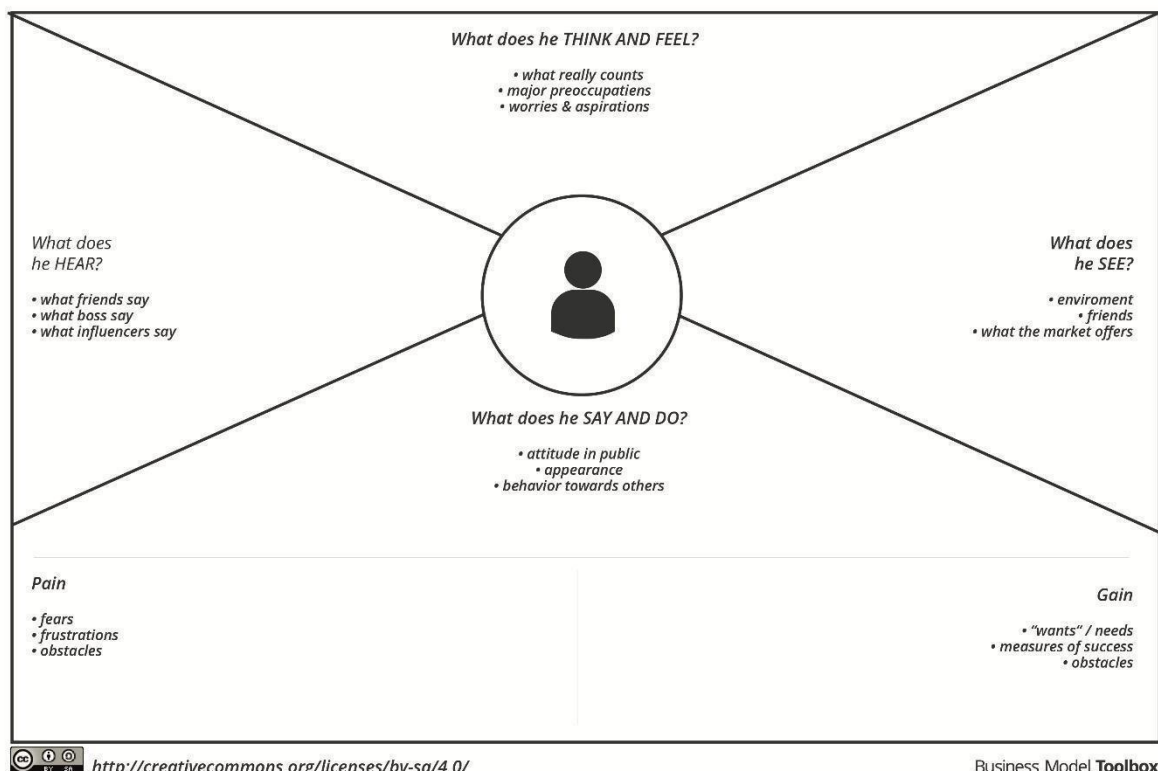 What does he THINK AND FEEL?
• what really counts
• major preoccupatiens
• worries & aspirations
What does
he HEAR?
• what friends say
• what boss say
• what influencers say
What does
he SEE?
• enviroment
• friends
• what the market offers
What does he SAY AND DO?
• attitude in public
• appearance
• behavior towards others
Pain
• fears
• frustrations
• obstacles
Gain
• “wants“ / needs
• measures of success
• obstacles
cc BY SA
http://creativecommons.org/licenses/by-sa/4.0/
Business Model Toolbox